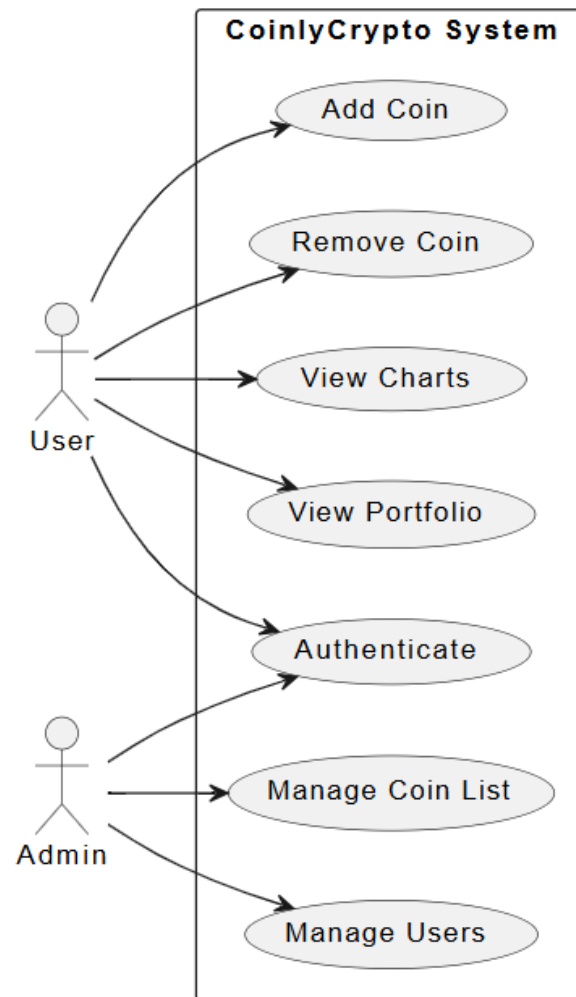 CoinlyCrypto System
Add Coin
Remove Coin
View Charts
User
View Portfolio
Authenticate
Manage Coin List
Admin
Manage Users